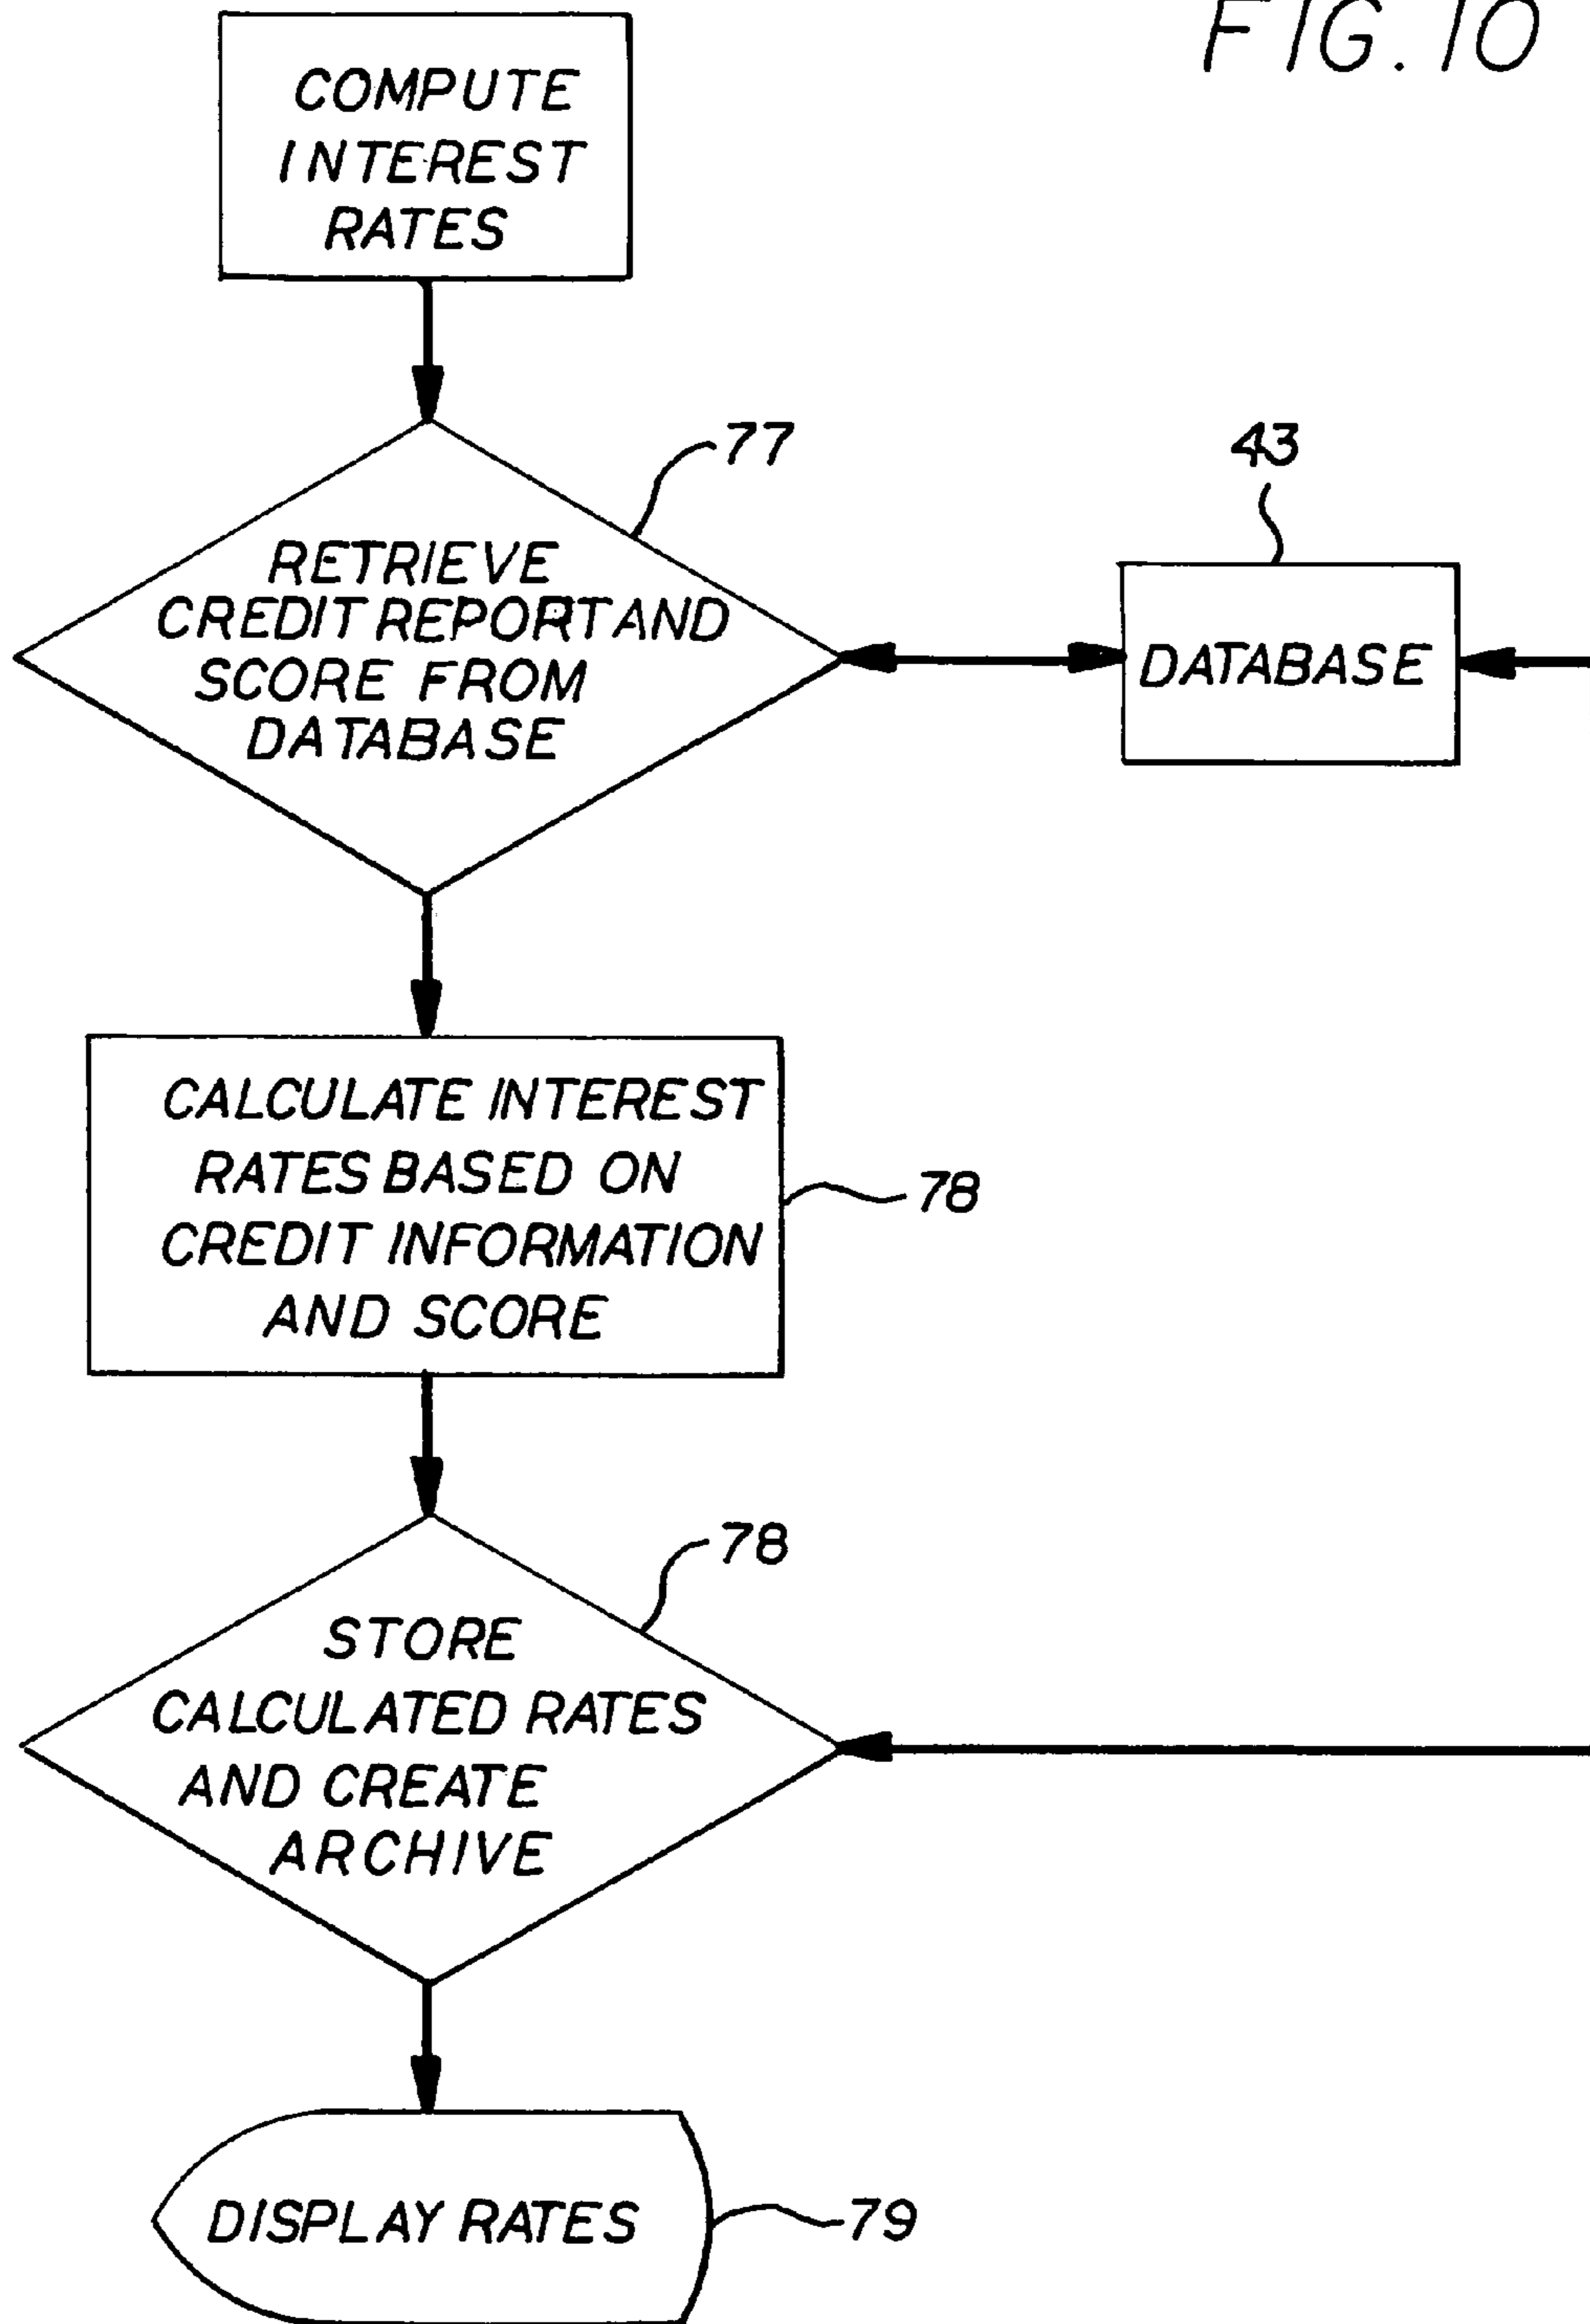 FIG. 10
COMPUTE
INTEREST
RATES
77
RETRIEVE
CREDIT REPORT AND
SCORE FROM
DATABASE
43
DATABASE
CALCULATE INTEREST
RATES BASED ON
CREDIT INFORMATION
AND SCORE
78
78
STORE
CALCULATED RATES
AND CREATE
ARCHIVE
DISPLAY RATES
79